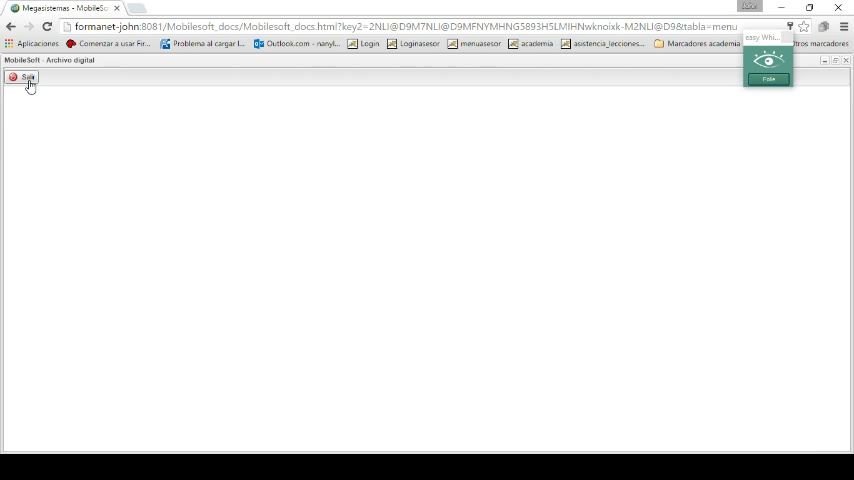 Megasistemas - MobileSo
John
formanet-john:8081/Mobilesoft_docs/Mobilesoft_docs.html?key2=2NLI@D9M7NLI@D9MFNYMHNG5893H5LMIHNwknoixk-M2NLI@D9&tabla=menu
Aplicaciones Comenzar a usar Fir... Problema al cargar l... Outlook.com - nanyl... Login Loginasesor menuasesor academia asistencia_lecciones... Marcadores academia Otros marcadores
easy Whi...
MobileSoft - Archivo digital
Salir